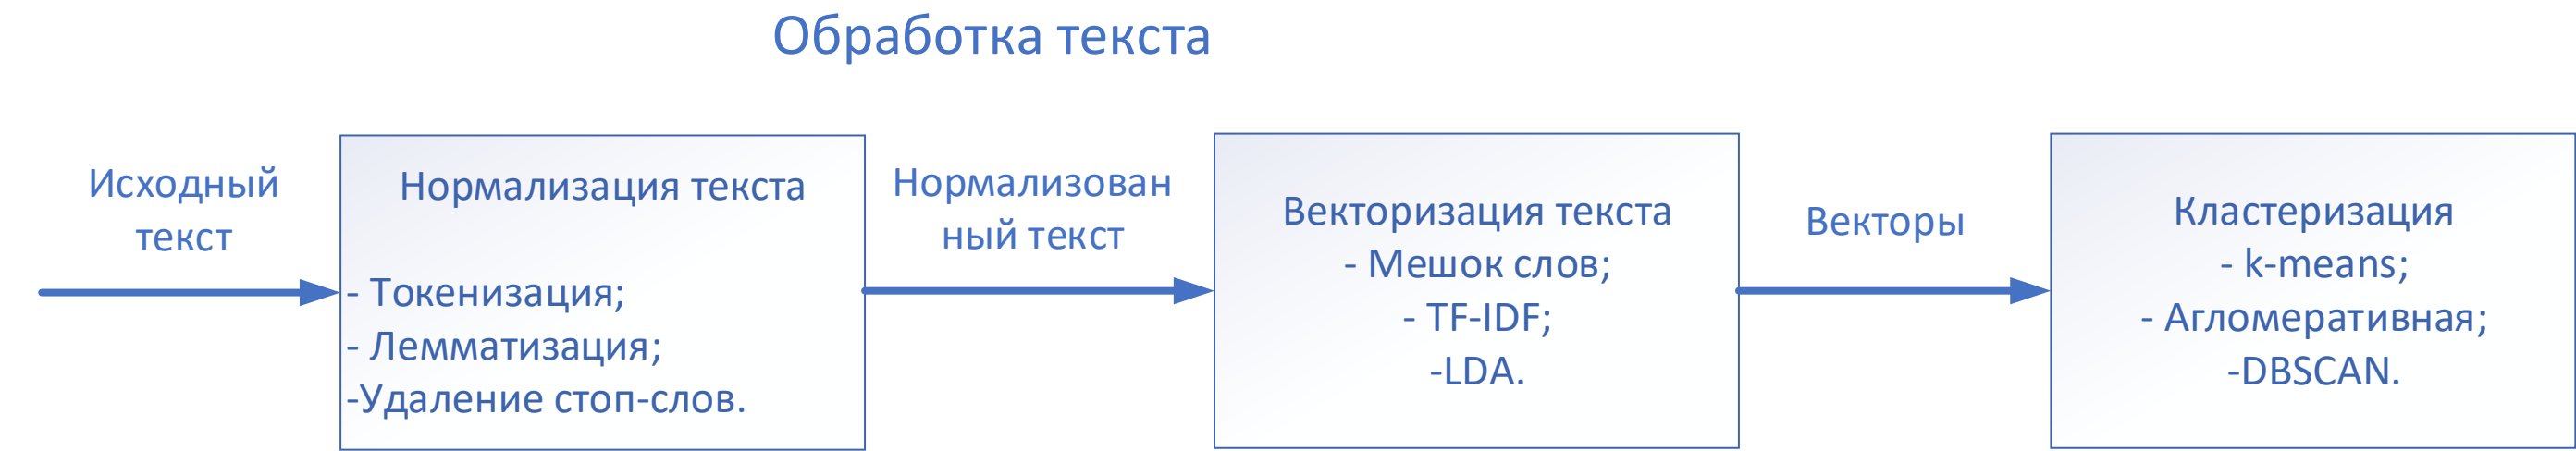 Обработка текста
Исходный
текст
Нормализация текста
- Токенизация;
- Лемматизация;
-Удаление стоп-слов.
Нормализован
ный текст
Векторизация текста
- Мешок слов;
- TF-IDF;
-LDA.
Векторы
Кластеризация
- k-means;
- Агломеративная;
-DBSCAN.